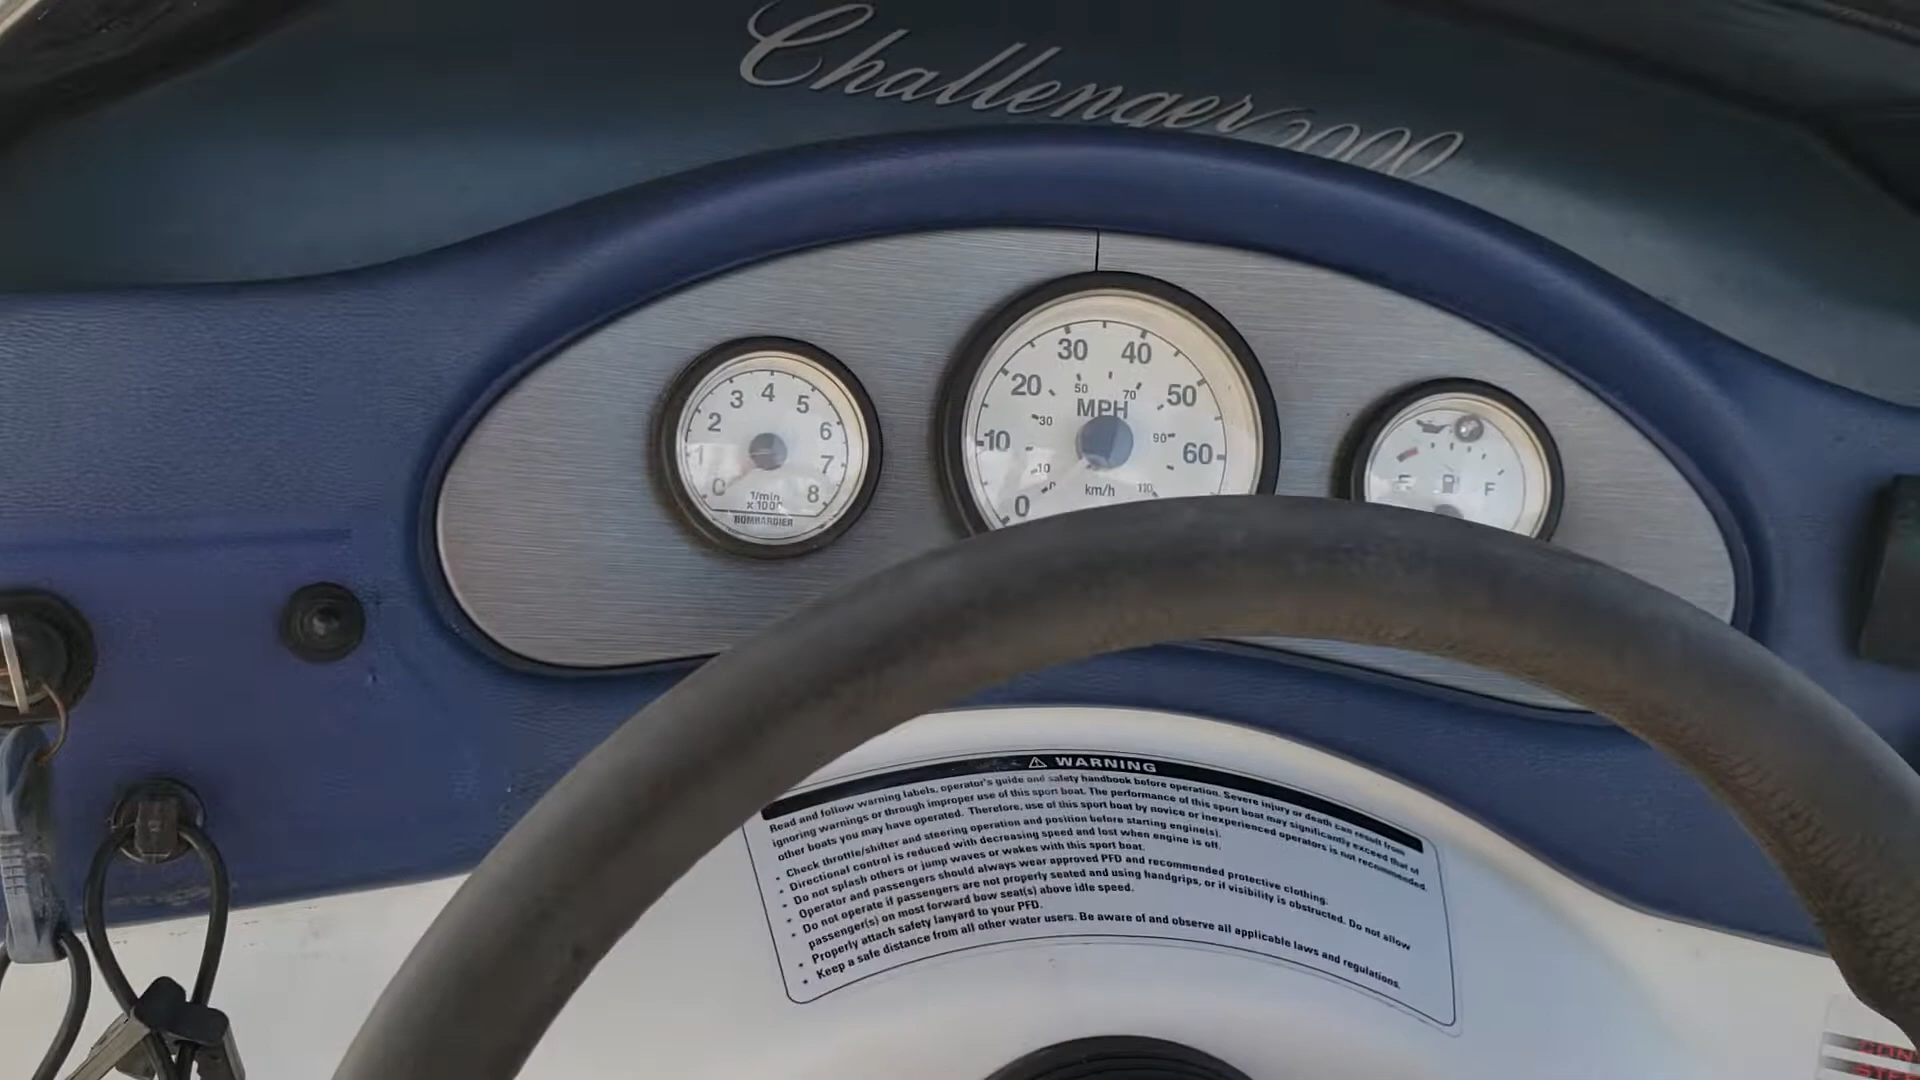 Challenger 2000
0 1 2 3 4 5 6 7 8
1/min
x 1000
BOMBARDIER
0 10 20 30 40 50 60
MPH
0 10 30 50 70 90 110
km/h
E F
WARNING
Read and follow warning labels, operator's guide and safety handbook before operation. Severe injury or death can result from
ignoring warnings or through improper use of this sport boat. The performance of this sport boat may significantly exceed that of
other boats you may have operated. Therefore, use of this sport boat by novice or inexperienced operators is not recommended.
• Check throttle/shifter and steering operation and position before starting engine(s).
• Directional control is reduced with decreasing speed and lost when engine is off.
• Do not splash others or jump waves or wakes with this sport boat.
• Operator and passengers should always wear approved PFD and recommended protective clothing.
• Do not operate if passengers are not properly seated and using handgrips, or if visibility is obstructed. Do not allow
passenger(s) on most forward bow seat(s) above idle speed.
• Properly attach safety lanyard to your PFD.
• Keep a safe distance from all other water users. Be aware of and observe all applicable laws and regulations.